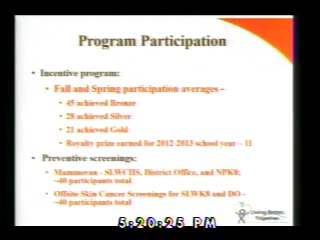 Program Participation
• Incentive program:
• Fall and Spring participation averages -
• 45 achieved Bronze
• 28 achieved Silver
• 21 achieved Gold
• Royalty prize earned for 2012-2013 school year – 11
• Preventive screenings:
• Mammovan - SLWCHS, District Office, and NPK8;
~40 participants total
• Offsite Skin Cancer Screenings for SLWK8 and DO -
~40 participants total
Living Better,
Together
5:20:25 PM